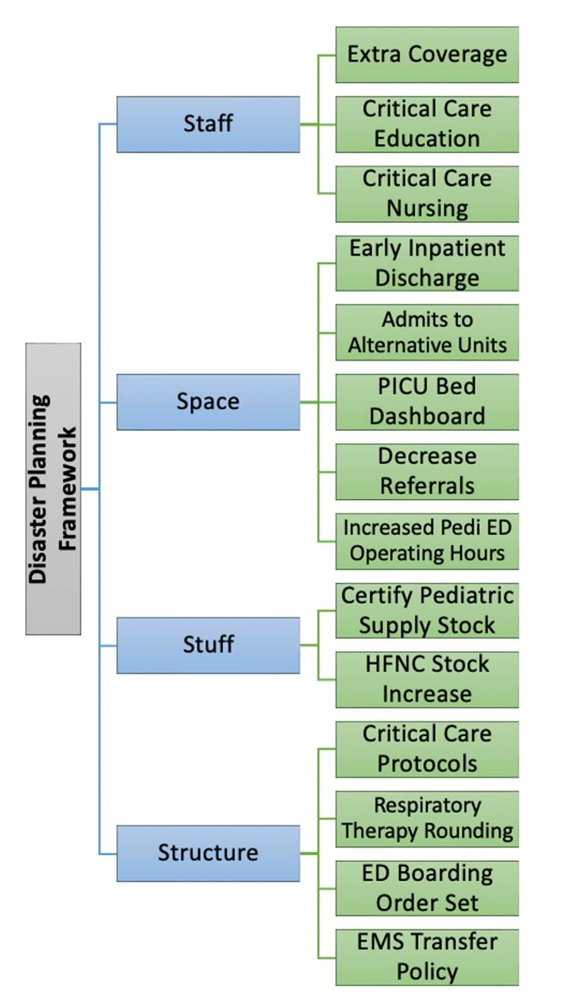 Disaster Planning
Framework
Staff
Extra Coverage
Critical Care
Education
Critical Care
Nursing
Space
Early Inpatient
Discharge
Admits to
Alternative Units
PICU Bed
Dashboard
Decrease
Referrals
Increased Pedi ED
Operating Hours
Stuff
Certify Pediatric
Supply Stock
HFNC Stock
Increase
Structure
Critical Care
Protocols
Respiratory
Therapy Rounding
ED Boarding
Order Set
EMS Transfer
Policy